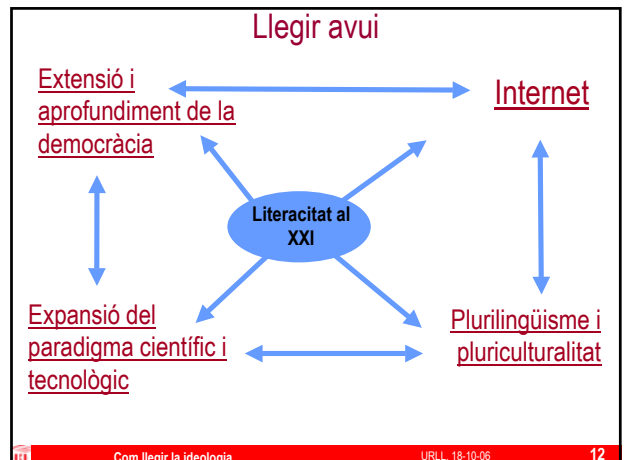 Llegir avui
Extensió i
aprofundiment de la
democràcia
Internet
Literacitat al
XXI
Expansió del
paradigma científic i
tecnològic
Plurilingüisme i
pluriculturalitat
Com llegir la ideologia
URLL, 18-10-06
12